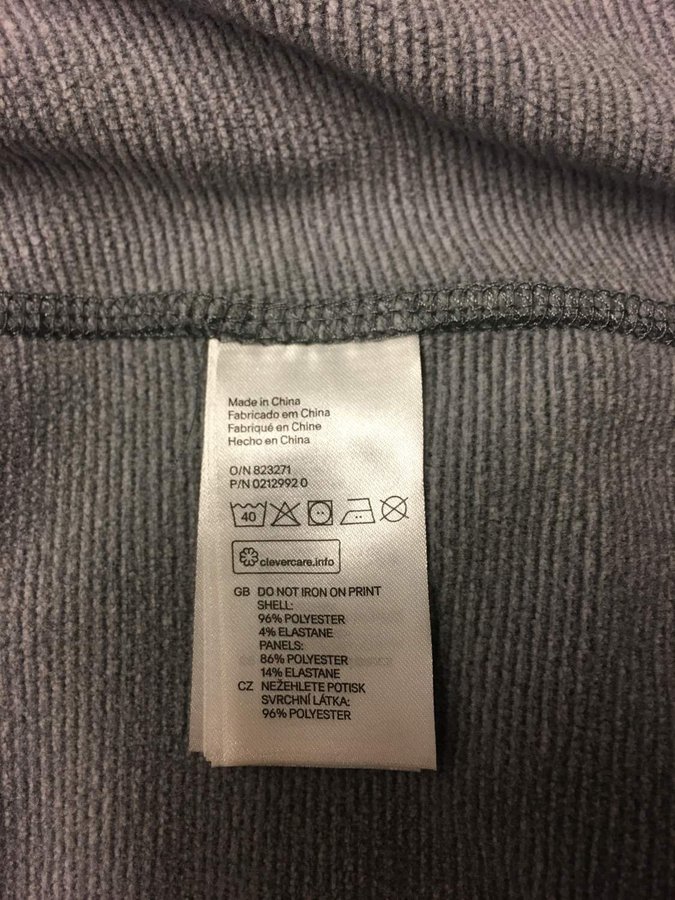 Made in China
Fabricado em China
Fabriqué en Chine
Hecho en China
O/N 823271
P/N 0212992 0
40
clevercare.info
GB DO NOT IRON ON PRINT
SHELL:
96% POLYESTER
4% ELASTANE
PANELS:
86% POLYESTER
14% ELASTANE
CZ NEŽEHLETE POTISK
SVRCHNÍ LÁTKA:
96% POLYESTER